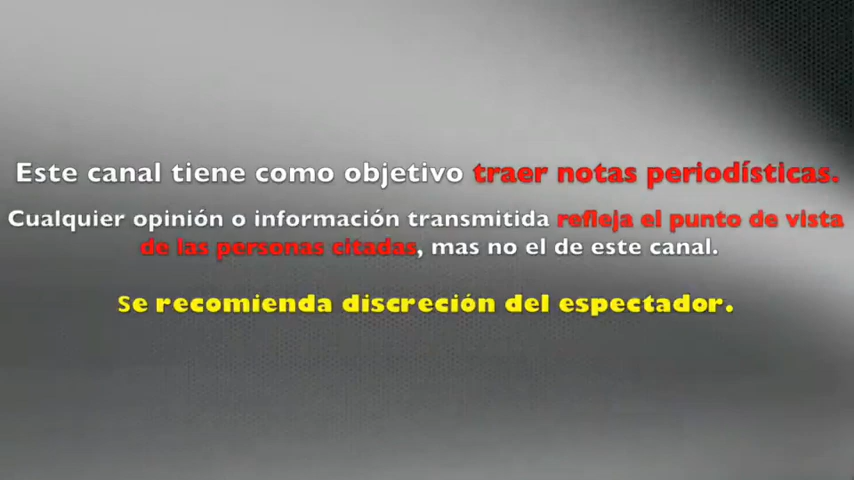 Este canal tiene como objetivo traer notas periodísticas.
Cualquier opinión o información transmitida refleja el punto de vista
de las personas citadas, mas no el de este canal.
Se recomienda discreción del espectador.